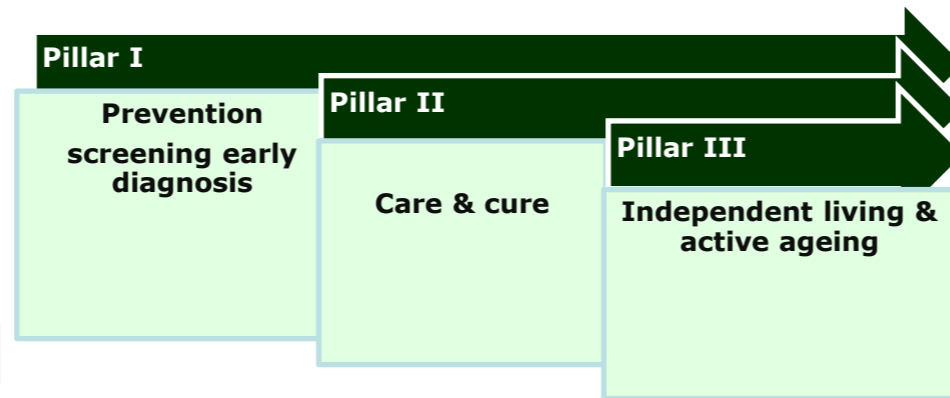 Pillar I
Prevention
screening early
diagnosis
Pillar II
Care & cure
Pillar III
Independent living &
active ageing